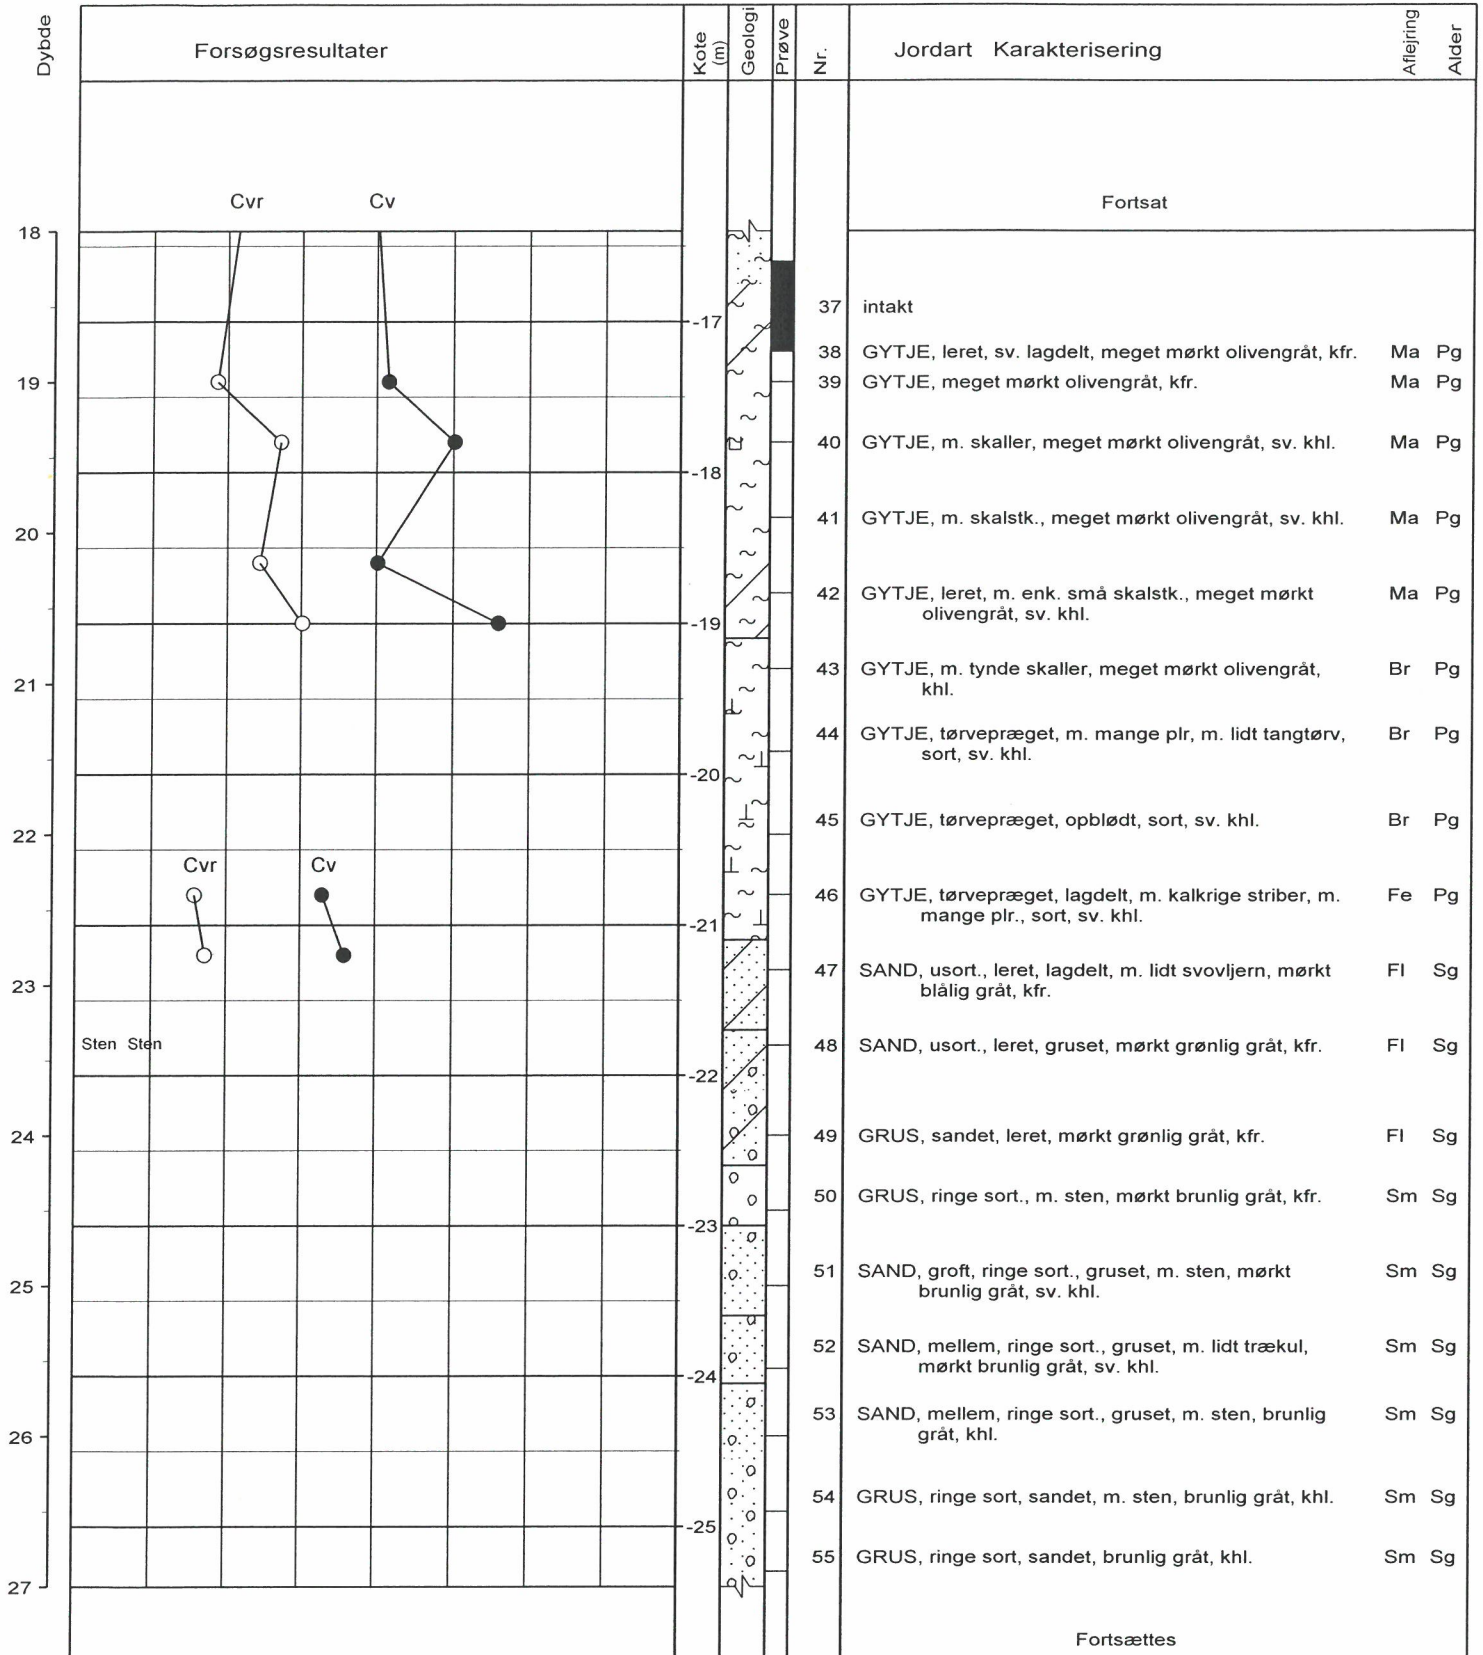 Dybde
Forsøgsresultater
Kote (m)
Geologi
Prøve
Nr.
Jordart Karakterisering
Aflejring
Alder
Cvr Cv
Fortsat
18
37 intakt
-17
38 GYTJE, leret, sv. lagdelt, meget mørkt olivengråt, kfr. Ma Pg
19
39 GYTJE, meget mørkt olivengråt, kfr. Ma Pg
40 GYTJE, m. skaller, meget mørkt olivengråt, sv. khl. Ma Pg
-18
41 GYTJE, m. skalstk., meget mørkt olivengråt, sv. khl. Ma Pg
20
42 GYTJE, leret, m. enk. små skalstk., meget mørkt Ma Pg
olivengråt, sv. khl.
-19
43 GYTJE, m. tynde skaller, meget mørkt olivengråt, Br Pg
khl.
21
44 GYTJE, tørvepræget, m. mange plr, m. lidt tangtørv, Br Pg
sort, sv. khl.
-20
45 GYTJE, tørvepræget, opblødt, sort, sv. khl. Br Pg
22
Cvr Cv
46 GYTJE, tørvepræget, lagdelt, m. kalkrige striber, m. Fe Pg
mange plr., sort, sv. khl.
-21
47 SAND, usort., leret, lagdelt, m. lidt svovljern, mørkt Fl Sg
blålig gråt, kfr.
23
Sten Sten
48 SAND, usort., leret, gruset, mørkt grønlig gråt, kfr. Fl Sg
-22
24
49 GRUS, sandet, leret, mørkt grønlig gråt, kfr. Fl Sg
50 GRUS, ringe sort., m. sten, mørkt brunlig gråt, kfr. Sm Sg
-23
51 SAND, groft, ringe sort., gruset, m. sten, mørkt Sm Sg
brunlig gråt, sv. khl.
25
52 SAND, mellem, ringe sort., gruset, m. lidt trækul, Sm Sg
mørkt brunlig gråt, sv. khl.
-24
53 SAND, mellem, ringe sort., gruset, m. sten, brunlig Sm Sg
gråt, khl.
26
54 GRUS, ringe sort, sandet, m. sten, brunlig gråt, khl. Sm Sg
-25
55 GRUS, ringe sort, sandet, brunlig gråt, khl. Sm Sg
27
Fortsættes